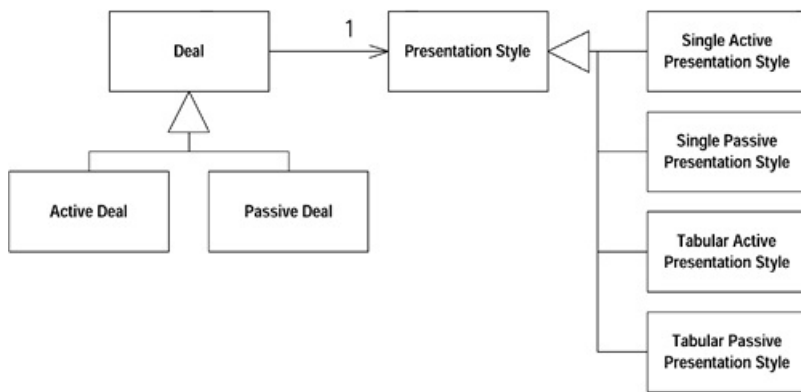 1
Deal
Presentation Style
Single Active
Presentation Style
Single Passive
Presentation Style
Active Deal
Passive Deal
Tabular Active
Presentation Style
Tabular Passive
Presentation Style